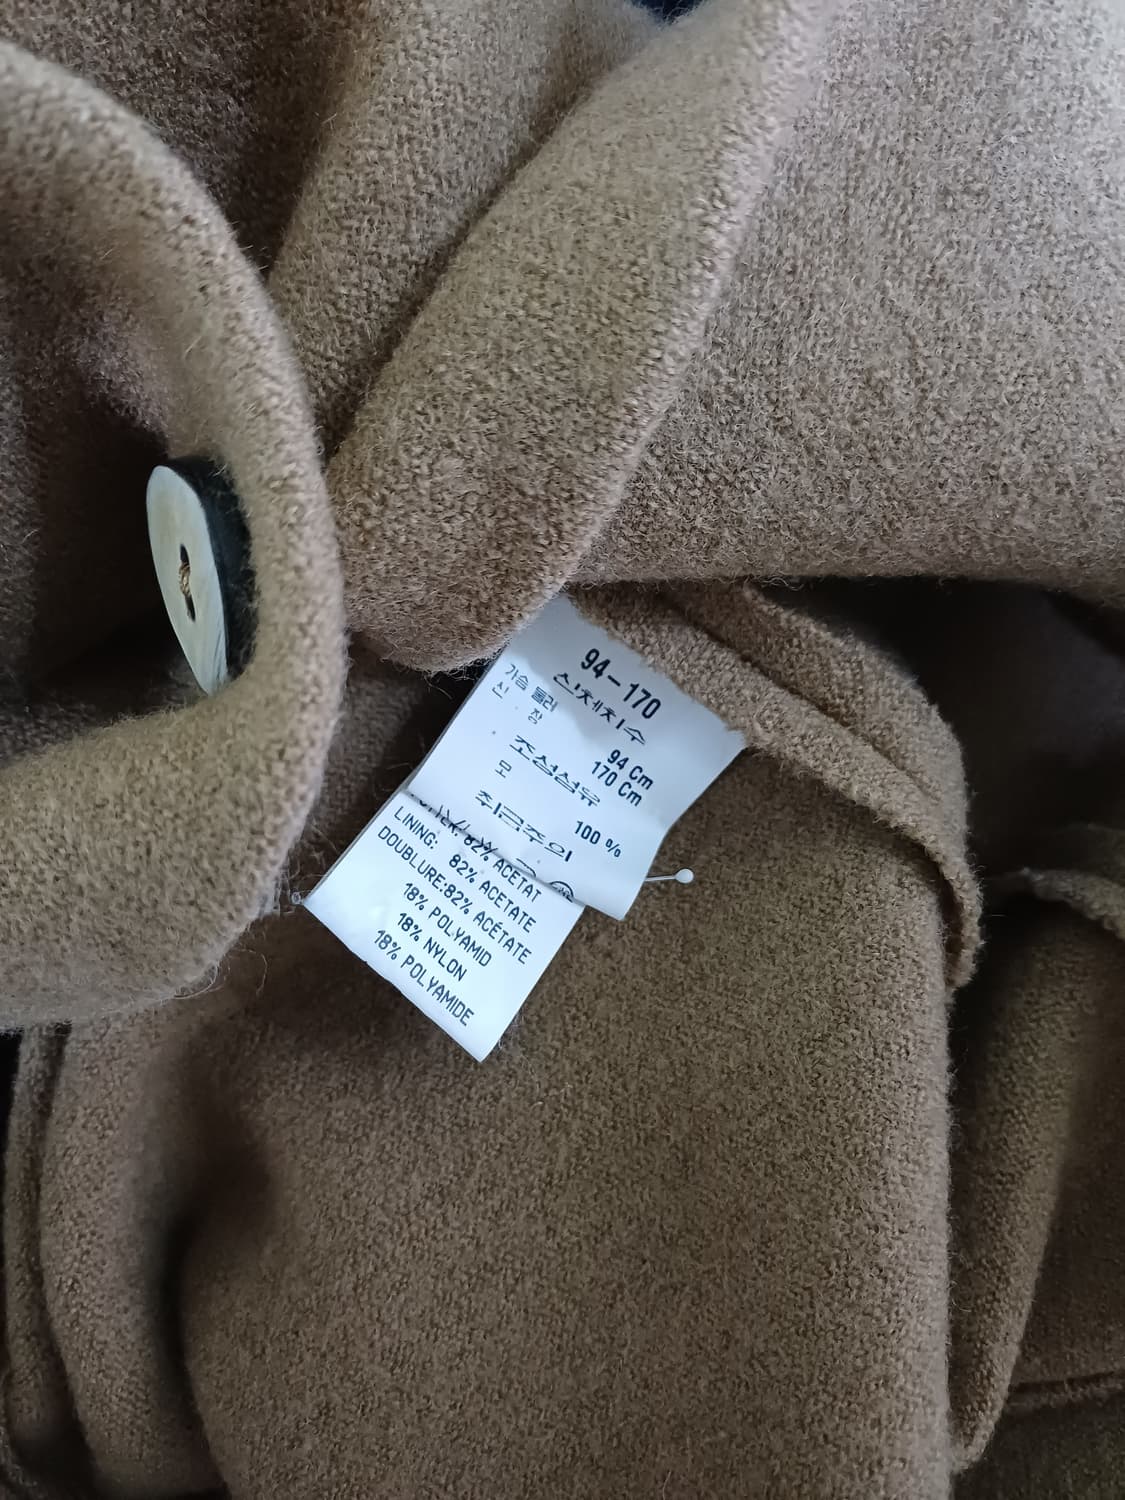 94-170
신체치수
가슴 둘레 94 Cm
신 장 170 Cm
조성섬유
모 100 %
취급주의
82% ACETAT
LINING: 82% ACETATE
DOUBLURE:82% ACÉTATE
18% POLYAMID
18% NYLON
18% POLYAMIDE